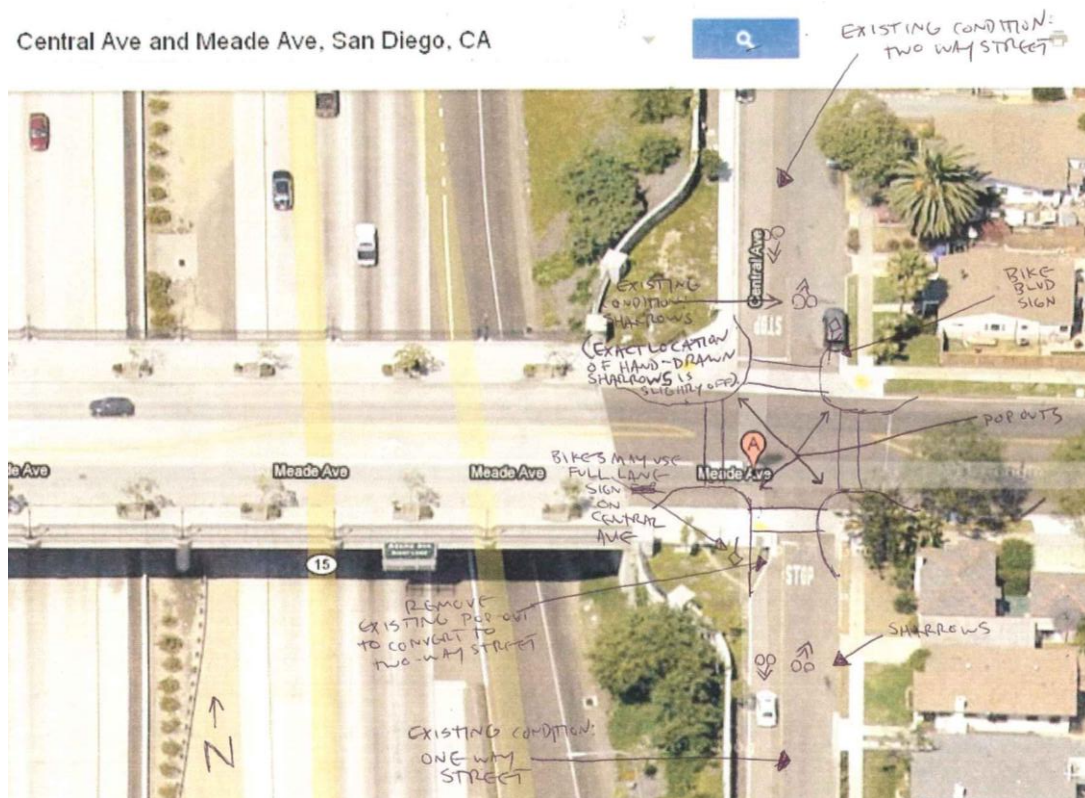 Central Ave and Meade Ave, San Diego, CA
EXISTING CONDITION:
TWO WAY STREET
Central Ave
EXISTING
CONDITION
SHARROWS
(EXACT LOCATION
OF HAND-DRAWN
SHARROWS IS
SLIGHTLY OFF)
STOP
BIKE
BLVD
SIGN
POP OUTS
A
Meade Ave
Meade Ave
Meade Ave
BIKES MAY USE
FULL LANE
SIGN
ON
CENTRAL
AVE
15
STOP
REMOVE
EXISTING POP-OUT
TO CONVERT TO
TWO-WAY STREET
SHARROWS
N
EXISTING CONDITION:
ONE WAY
STREET